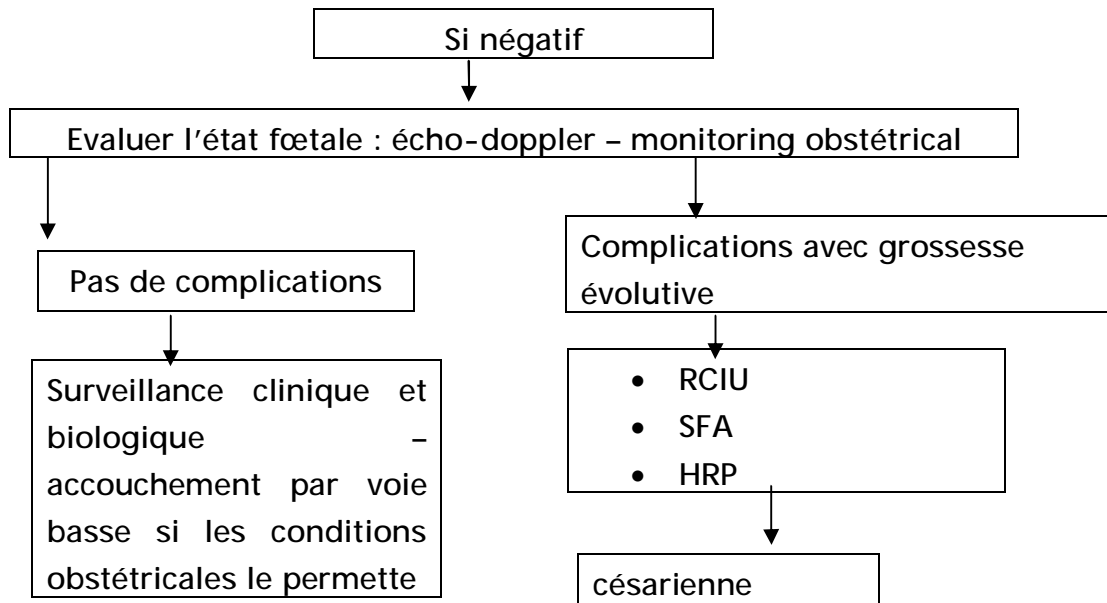 Si négatif
Evaluer l'état fœtale : écho-doppler – monitoring obstétrical
Pas de complications
Complications avec grossesse
évolutive
Surveillance clinique et
biologique –
accouchement par voie
basse si les conditions
obstétricales le permette
• RCIU
• SFA
• HRP
césarienne